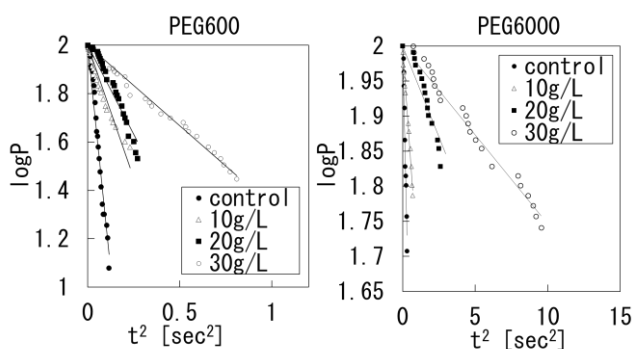 PEG600
2
1.8
1.6
1.4
1.2
1
logP
0
0.5
1
t² [sec²]
control
10g/L
20g/L
30g/L
PEG6000
2
1.95
1.9
1.85
1.8
1.75
1.7
1.65
logP
0
5
10
15
t² [sec²]
control
10g/L
20g/L
30g/L